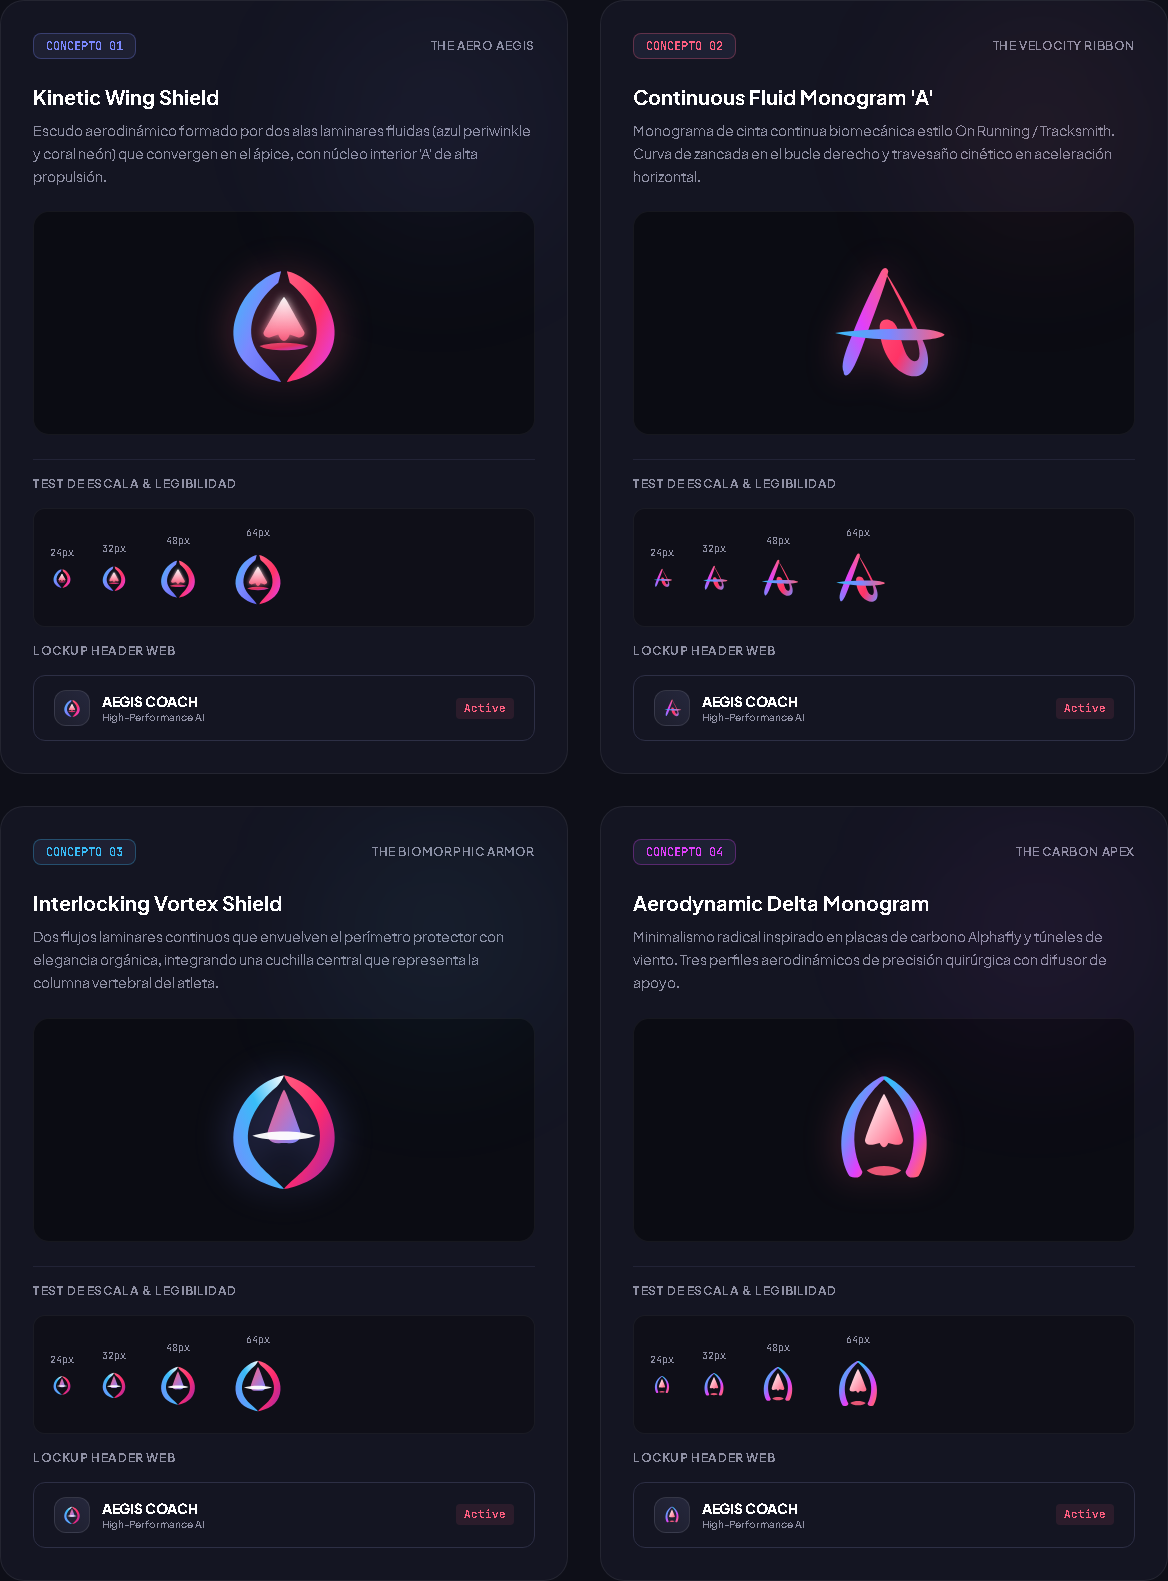 CONCEPTO 01
THE AERO AEGIS
Kinetic Wing Shield
Escudo aerodinámico formado por dos alas laminares fluidas (azul periwinkle
y coral neón) que convergen en el ápice, con núcleo interior 'A' de alta
propulsión.
TEST DE ESCALA & LEGIBILIDAD
24px
32px
48px
64px
LOCKUP HEADER WEB
AEGIS COACH
High-Performance AI
Active
CONCEPTO 02
THE VELOCITY RIBBON
Continuous Fluid Monogram 'A'
Monograma de cinta continua biomecánica estilo On Running / Tracksmith.
Curva de zancada en el bucle derecho y travesaño cinético en aceleración
horizontal.
TEST DE ESCALA & LEGIBILIDAD
24px
32px
48px
64px
LOCKUP HEADER WEB
AEGIS COACH
High-Performance AI
Active
CONCEPTO 03
THE BIOMORPHIC ARMOR
Interlocking Vortex Shield
Dos flujos laminares continuos que envuelven el perímetro protector con
elegancia orgánica, integrando una cuchilla central que representa la
columna vertebral del atleta.
TEST DE ESCALA & LEGIBILIDAD
24px
32px
48px
64px
LOCKUP HEADER WEB
AEGIS COACH
High-Performance AI
Active
CONCEPTO 04
THE CARBON APEX
Aerodynamic Delta Monogram
Minimalismo radical inspirado en placas de carbono Alphafly y túneles de
viento. Tres perfiles aerodinámicos de precisión quirúrgica con difusor de
apoyo.
TEST DE ESCALA & LEGIBILIDAD
24px
32px
48px
64px
LOCKUP HEADER WEB
AEGIS COACH
High-Performance AI
Active